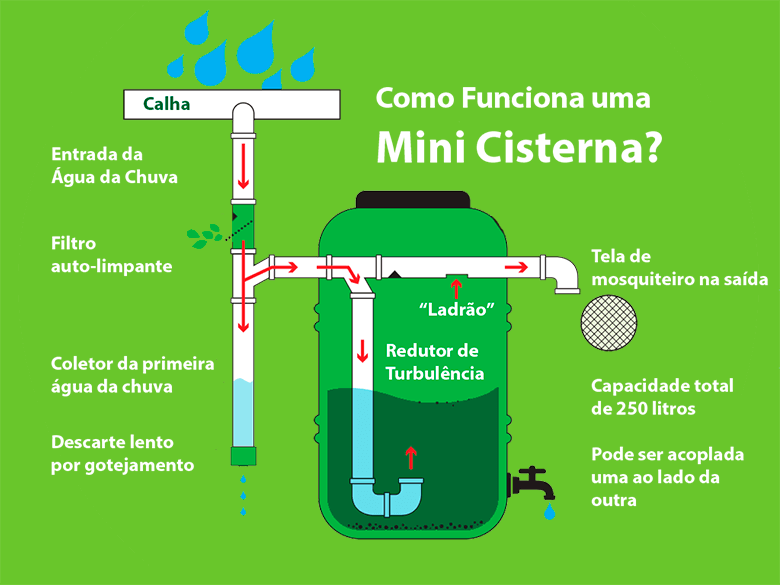 Calha
Como Funciona uma
Mini Cisterna?
Entrada da
Água da Chuva
Filtro
auto-limpante
Coletor da primeira
água da chuva
Descarte lento
por gotejamento
“Ladrão”
Redutor de
Turbulência
Tela de
mosquiteiro na saída
Capacidade total
de 250 litros
Pode ser acoplada
uma ao lado da
outra